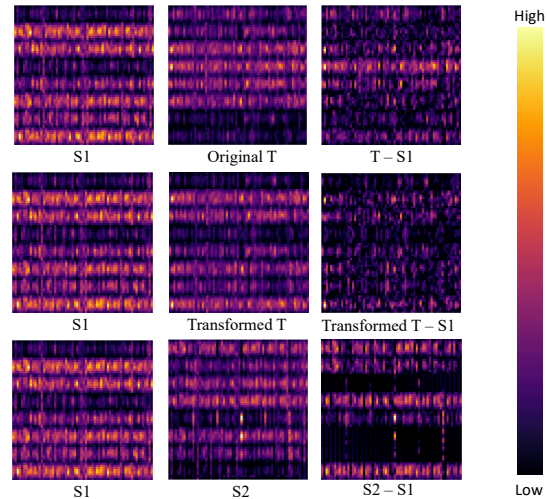 High
S1 Original T T – S1
S1 Transformed T Transformed T – S1
S1 S2 S2 – S1
Low